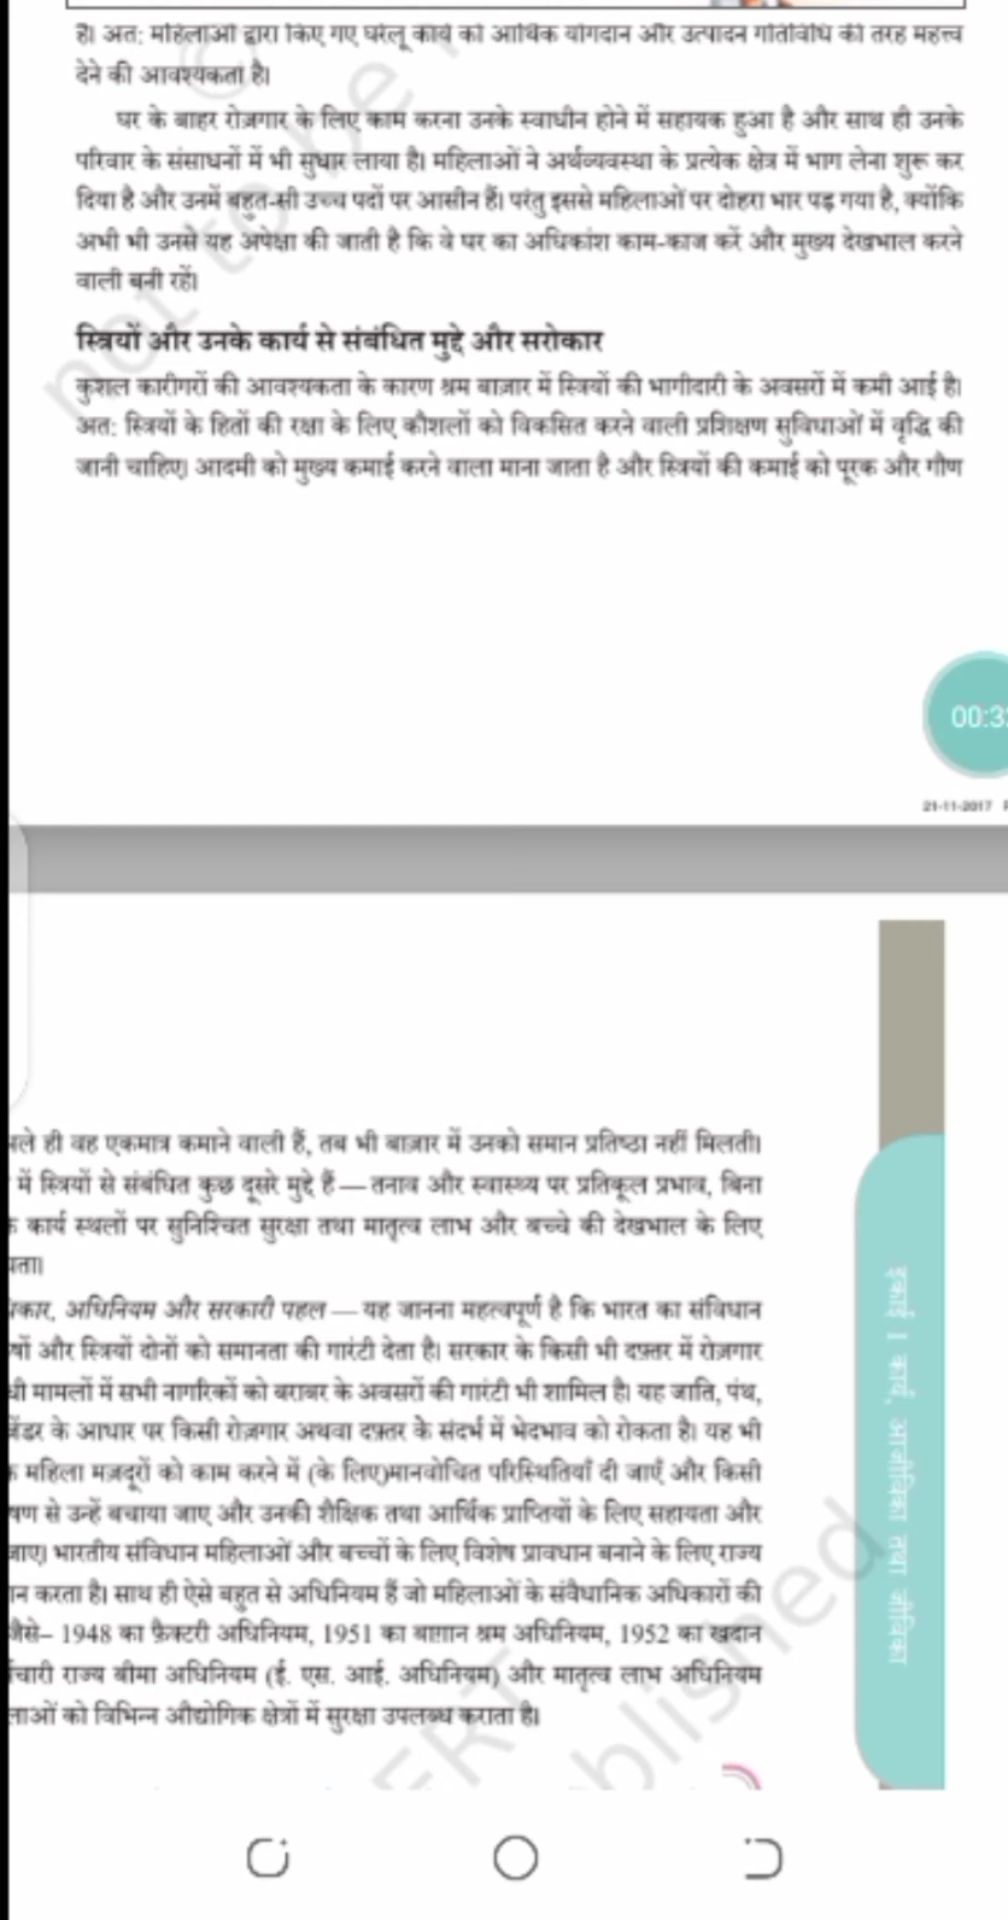 है। अत: महिलाओं द्वारा किए गए घरेलू कार्य को आर्थिक योगदान और उत्पादन गतिविधि की तरह महत्त्व
देने की आवश्यकता है।
घर के बाहर रोज़गार के लिए काम करना उनके स्वाधीन होने में सहायक हुआ है और साथ ही उनके
परिवार के संसाधनों में भी सुधार लाया है। महिलाओं ने अर्थव्यवस्था के प्रत्येक क्षेत्र में भाग लेना शुरू कर
दिया है और उनमें बहुत-सी उच्च पदों पर आसीन हैं। परंतु इससे महिलाओं पर दोहरा भार पड़ गया है, क्योंकि
अभी भी उनसे यह अपेक्षा की जाती है कि वे घर का अधिकांश काम-काज करें और मुख्य देखभाल करने
वाली बनी रहें।
स्त्रियों और उनके कार्य से संबंधित मुद्दे और सरोकार
कुशल कारीगरों की आवश्यकता के कारण श्रम बाज़ार में स्त्रियों की भागीदारी के अवसरों में कमी आई है।
अत: स्त्रियों के हितों की रक्षा के लिए कौशलों को विकसित करने वाली प्रशिक्षण सुविधाओं में वृद्धि की
जानी चाहिए। आदमी को मुख्य कमाई करने वाला माना जाता है और स्त्रियों की कमाई को पूरक और गौण
not to be
00:3
21-11-2017
ही वह एकमात्र कमाने वाली हैं, तब भी बाज़ार में उनको समान प्रतिष्ठा नहीं मिलती।
में स्त्रियों से संबंधित कुछ दूसरे मुद्दे हैं — तनाव और स्वास्थ्य पर प्रतिकूल प्रभाव, बिना
कार्य स्थलों पर सुनिश्चित सुरक्षा तथा मातृत्व लाभ और बच्चे की देखभाल के लिए
अधिनियम और सरकारी पहल — यह जानना महत्वपूर्ण है कि भारत का संविधान
और स्त्रियों दोनों को समानता की गारंटी देता है। सरकार के किसी भी दफ़्तर में रोज़गार
मामलों में सभी नागरिकों को बराबर के अवसरों की गारंटी भी शामिल है। यह जाति, पंथ,
के आधार पर किसी रोज़गार अथवा दफ़्तर के संदर्भ में भेदभाव को रोकता है। यह भी
महिला मज़दूरों को काम करने में (के लिए)मानवोचित परिस्थितियाँ दी जाएँ और किसी
से उन्हें बचाया जाए और उनकी शैक्षिक तथा आर्थिक प्राप्तियों के लिए सहायता और
जाए। भारतीय संविधान महिलाओं और बच्चों के लिए विशेष प्रावधान बनाने के लिए राज्य
करता है। साथ ही ऐसे बहुत से अधिनियम हैं जो महिलाओं के संवैधानिक अधिकारों की
जैसे– 1948 का फ़ैक्टरी अधिनियम, 1951 का बाग़ान श्रम अधिनियम, 1952 का खदान
राज्य बीमा अधिनियम (ई. एस. आई. अधिनियम) और मातृत्व लाभ अधिनियम
को विभिन्न औद्योगिक क्षेत्रों में सुरक्षा उपलब्ध कराता है।
इकाई I कार्य, आजीविका तथा जीविका